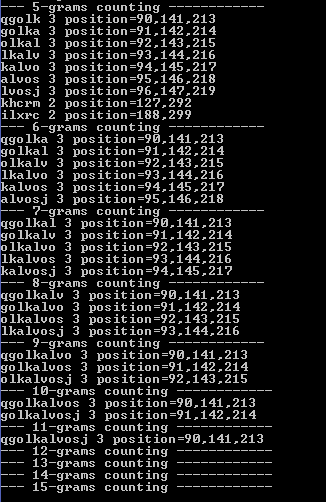 --- 5-grams counting -------------
qgolk 3 position=90,141,213
golka 3 position=91,142,214
olkal 3 position=92,143,215
lkalv 3 position=93,144,216
kalvo 3 position=94,145,217
alvos 3 position=95,146,218
lvosj 3 position=96,147,219
khcrm 2 position=127,292
ilxrc 2 position=188,299
--- 6-grams counting -------------
qgolka 3 position=90,141,213
golkal 3 position=91,142,214
olkalv 3 position=92,143,215
lkalvo 3 position=93,144,216
kalvos 3 position=94,145,217
alvosj 3 position=95,146,218
--- 7-grams counting -------------
qgolkal 3 position=90,141,213
golkalv 3 position=91,142,214
olkalvo 3 position=92,143,215
lkalvos 3 position=93,144,216
kalvosj 3 position=94,145,217
--- 8-grams counting -------------
qgolkalv 3 position=90,141,213
golkalvo 3 position=91,142,214
olkalvos 3 position=92,143,215
lkalvosj 3 position=93,144,216
--- 9-grams counting -------------
qgolkalvo 3 position=90,141,213
golkalvos 3 position=91,142,214
olkalvosj 3 position=92,143,215
--- 10-grams counting -------------
qgolkalvos 3 position=90,141,213
golkalvosj 3 position=91,142,214
--- 11-grams counting -------------
qgolkalvosj 3 position=90,141,213
--- 12-grams counting -------------
--- 13-grams counting -------------
--- 14-grams counting -------------
--- 15-grams counting -------------